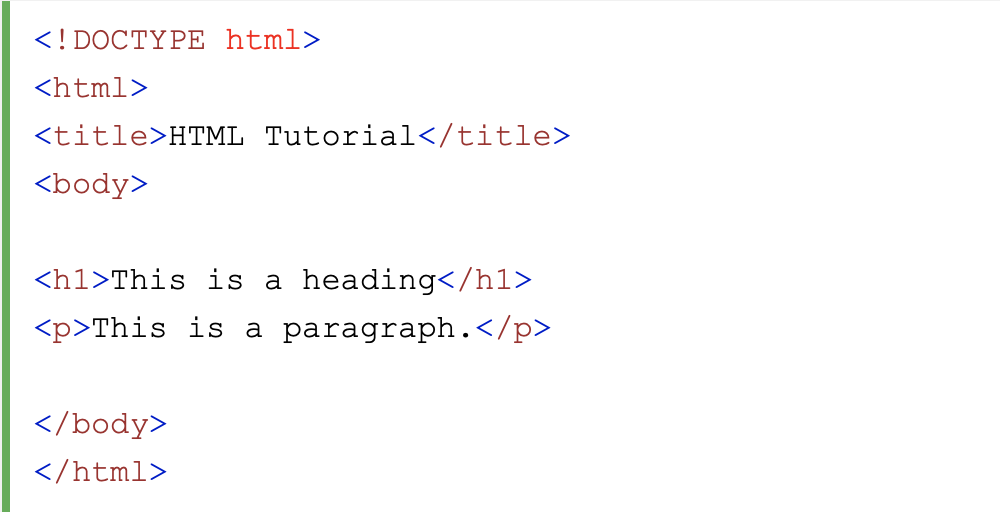 <!DOCTYPE html>
<html>
<title>HTML Tutorial</title>
<body>

<h1>This is a heading</h1>
<p>This is a paragraph.</p>

</body>
</html>